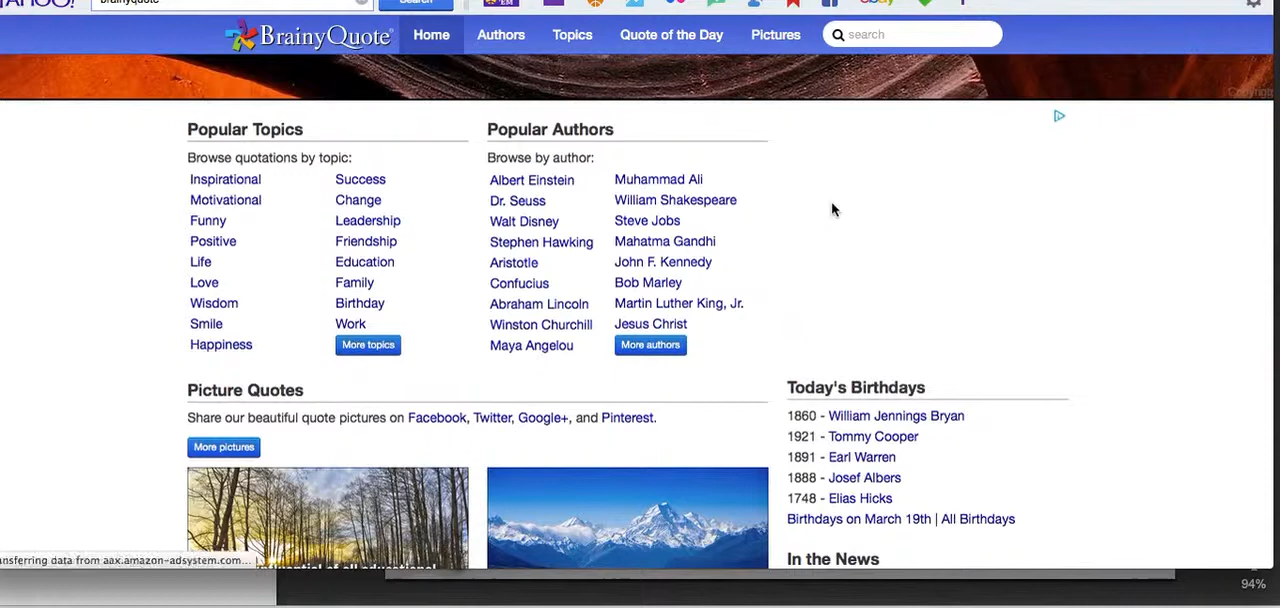 YAHOO!
brainyquote
Search
BrainyQuote
Home
Authors
Topics
Quote of the Day
Pictures
search
Popular Topics
Browse quotations by topic:
Inspirational
Motivational
Funny
Positive
Life
Love
Wisdom
Smile
Happiness
Success
Change
Leadership
Friendship
Education
Family
Birthday
Work
More topics
Popular Authors
Browse by author:
Albert Einstein
Dr. Seuss
Walt Disney
Stephen Hawking
Aristotle
Confucius
Abraham Lincoln
Winston Churchill
Maya Angelou
Muhammad Ali
William Shakespeare
Steve Jobs
Mahatma Gandhi
John F. Kennedy
Bob Marley
Martin Luther King, Jr.
Jesus Christ
More authors
Picture Quotes
Share our beautiful quote pictures on Facebook, Twitter, Google+, and Pinterest.
More pictures
Today's Birthdays
1860 - William Jennings Bryan
1921 - Tommy Cooper
1891 - Earl Warren
1888 - Josef Albers
1748 - Elias Hicks
Birthdays on March 19th | All Birthdays
In the News
ansferring data from aax.amazon-adsystem.com...
94%